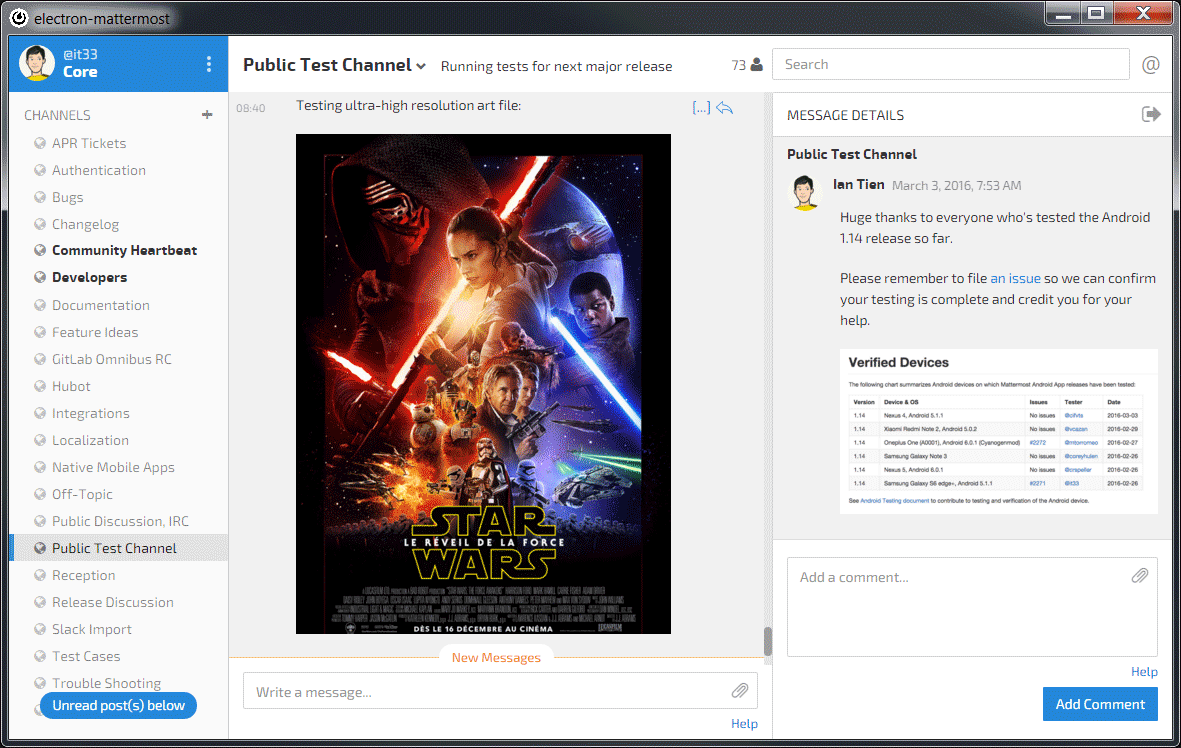 electron-mattermost
@it33
Core
CHANNELS
APR Tickets
Authentication
Bugs
Changelog
Community Heartbeat
Developers
Documentation
Feature Ideas
GitLab Omnibus RC
Hubot
Integrations
Localization
Native Mobile Apps
Off-Topic
Public Discussion, IRC
Public Test Channel
Reception
Release Discussion
Slack Import
Test Cases
Trouble Shooting
Unread post(s) below
Public Test Channel Running tests for next major release 73
08:40 Testing ultra-high resolution art file: [...]
STAR
LE RÉVEIL DE LA FORCE
WARS
DÈS LE 16 DÉCEMBRE AU CINÉMA
New Messages
Write a message...
Help
Search @
MESSAGE DETAILS
Public Test Channel
Ian Tien March 3, 2016, 7:53 AM
Huge thanks to everyone who's tested the Android
1.14 release so far.
Please remember to file an issue so we can confirm
your testing is complete and credit you for your
help.
Verified Devices
The following chart summarizes Android devices on which Mattermost Android App releases have been tested:
Version Device & OS Issues Tester Date
1.14 Nexus 4, Android 5.1.1 No issues 2016-03-03
1.14 Xiaomi Redmi Note 2, Android 5.0.2 No issues @vcazan 2016-02-29
1.14 Oneplus One (A0001), Android 6.0.1 (Cyanogenmod) #2272 @mtorromeo 2016-02-27
1.14 Samsung Galaxy Note 3 No issues @coreyhulen 2016-02-26
1.14 Nexus 5, Android 6.0.1 No issues @crspeller 2016-02-26
1.14 Samsung Galaxy S6 edge+, Android 5.1.1 #2271 @it33 2016-02-26
See Android Testing document to contribute to testing and verification of the Android device.
Add a comment...
Help
Add Comment